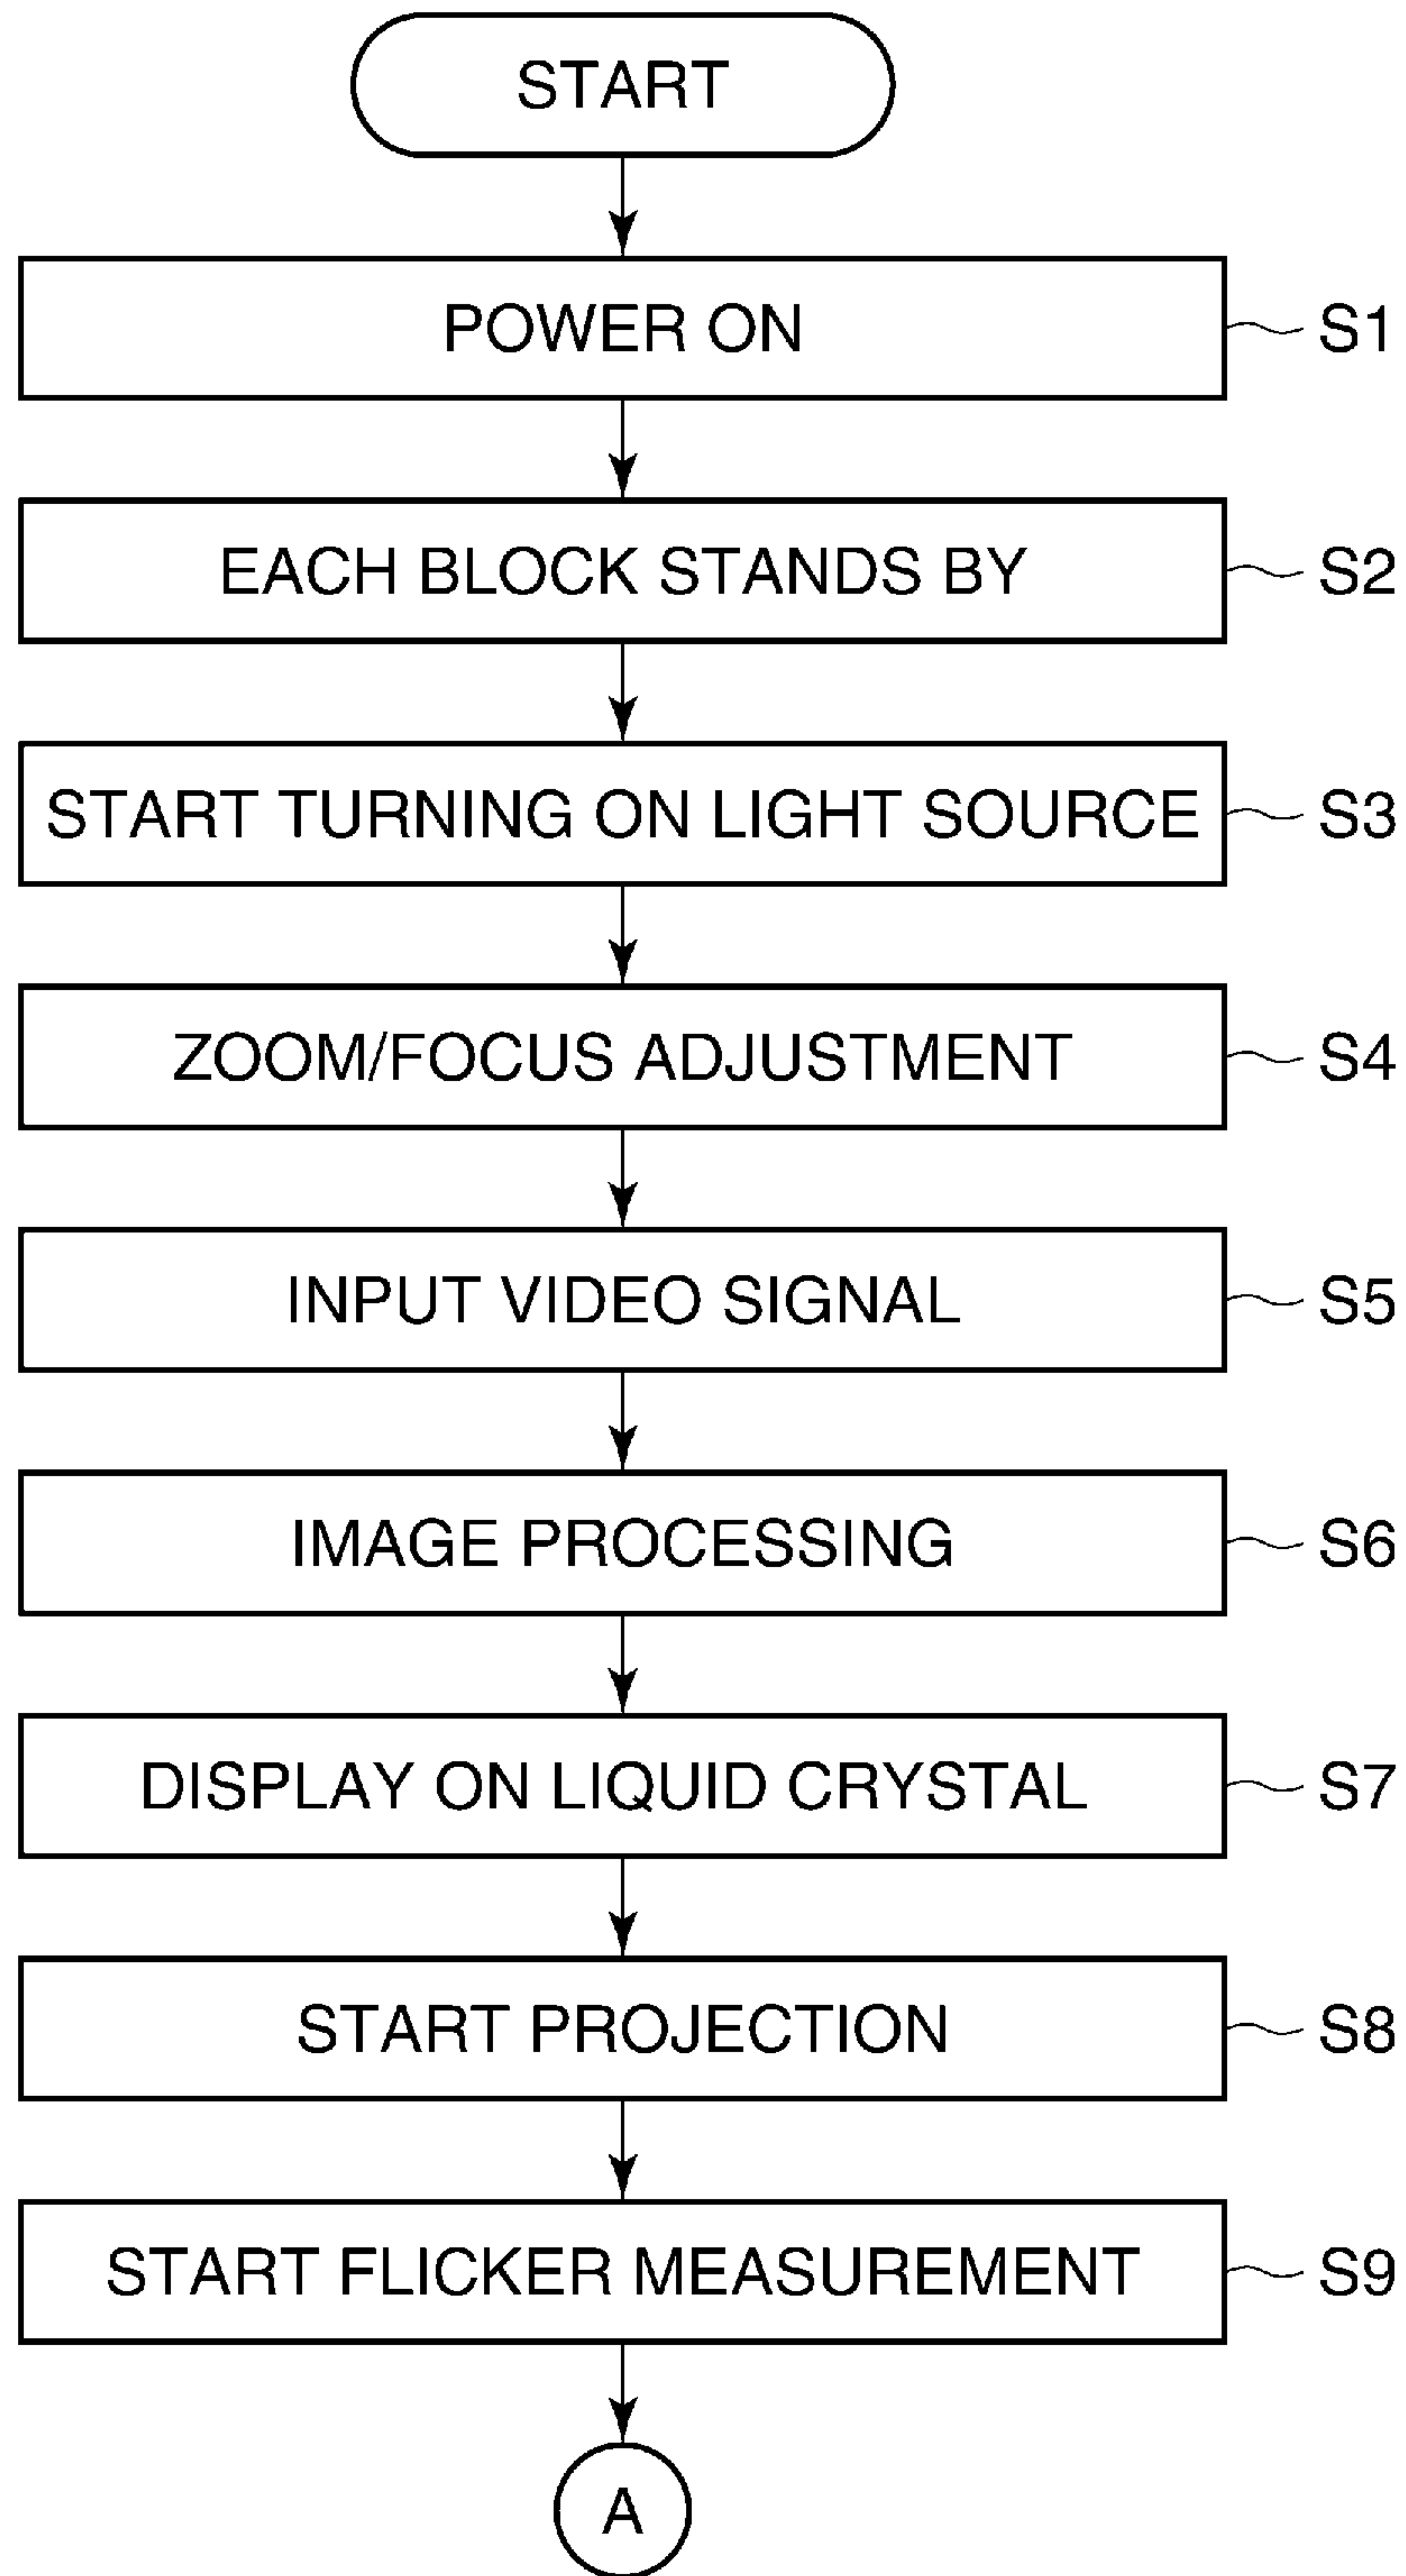 START
POWER ON S1
EACH BLOCK STANDS BY S2
START TURNING ON LIGHT SOURCE S3
ZOOM/FOCUS ADJUSTMENT S4
INPUT VIDEO SIGNAL S5
IMAGE PROCESSING S6
DISPLAY ON LIQUID CRYSTAL S7
START PROJECTION S8
START FLICKER MEASUREMENT S9
A